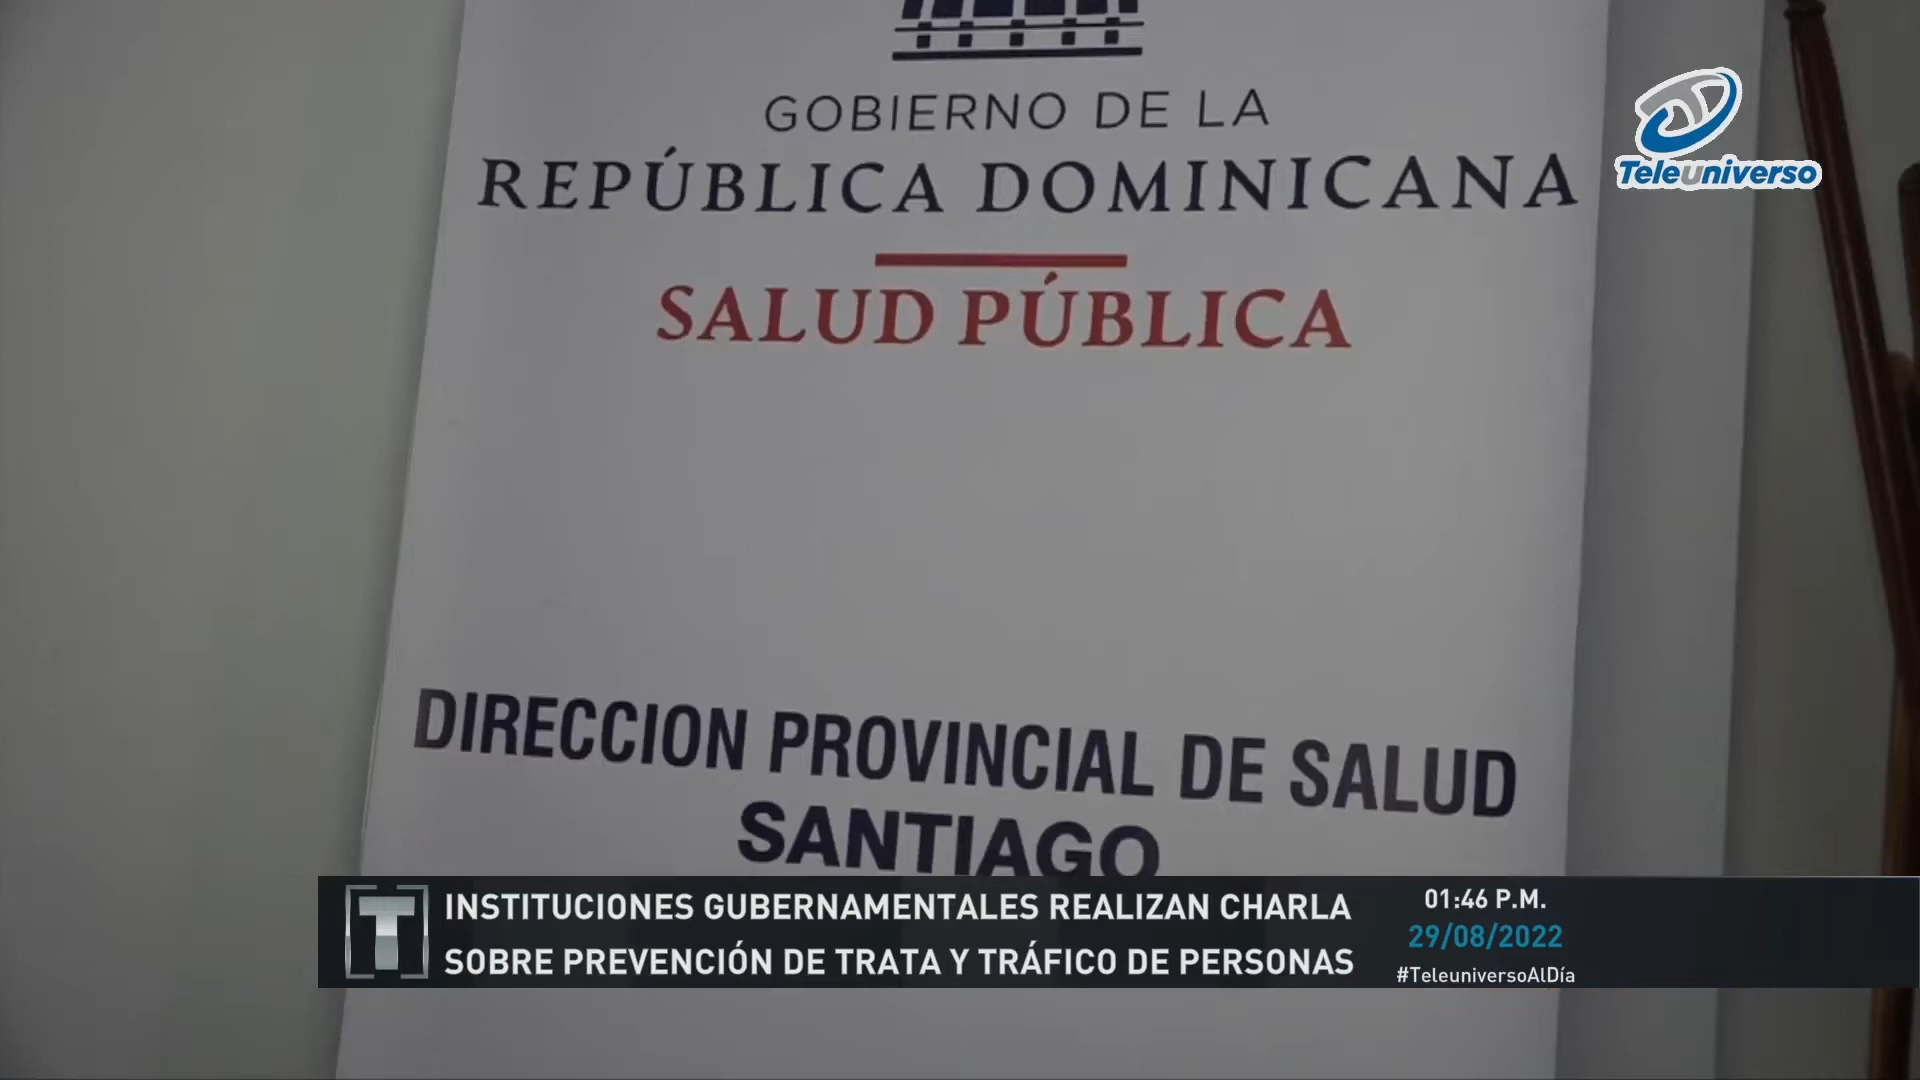 GOBIERNO DE LA
REPÚBLICA DOMINICANA
SALUD PÚBLICA
Teleuniverso
DIRECCION PROVINCIAL DE SALUD
SANTIAGO
INSTITUCIONES GUBERNAMENTALES REALIZAN CHARLA
SOBRE PREVENCIÓN DE TRATA Y TRÁFICO DE PERSONAS
01:46 P.M.
29/08/2022
#TeleuniversoAlDía